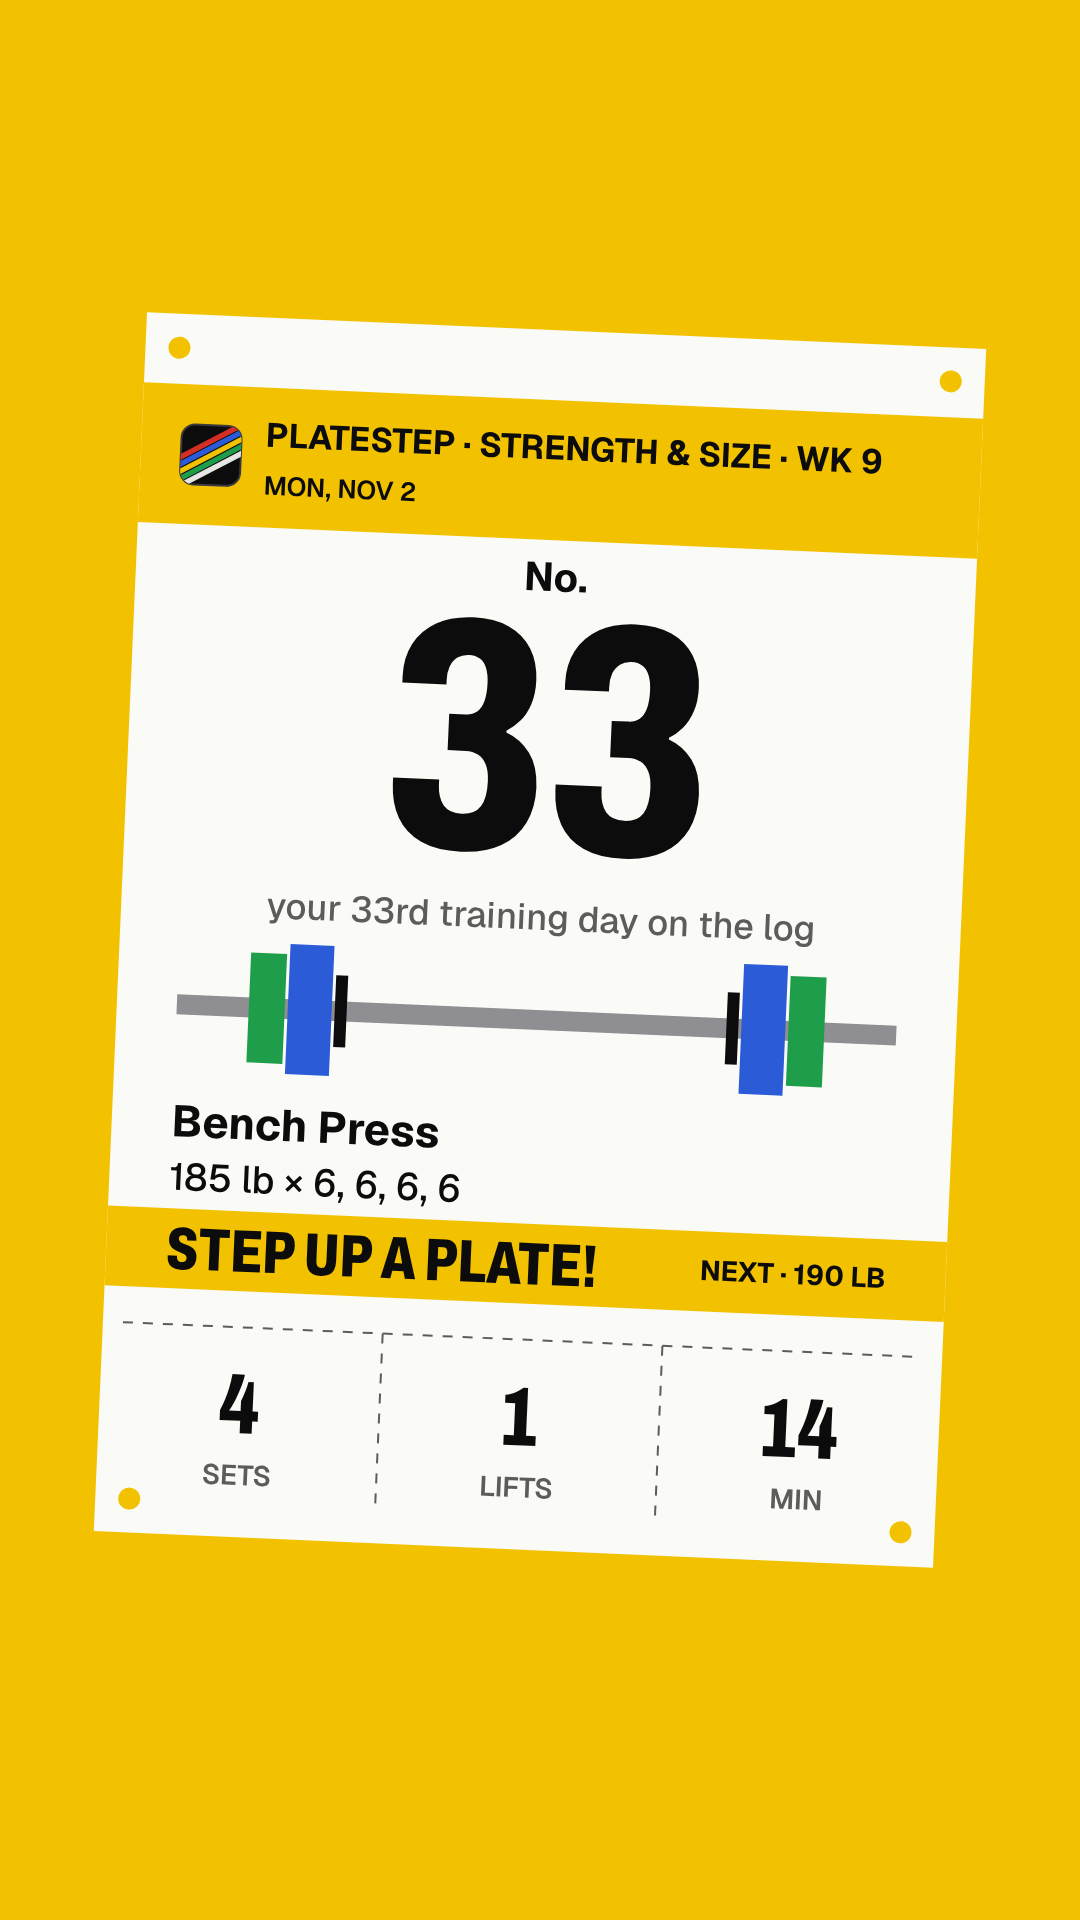 PLATESTEP · STRENGTH & SIZE · WK 9
MON, NOV 2
No.
33
your 33rd training day on the log
Bench Press
185 lb × 6, 6, 6, 6
STEP UP A PLATE!
NEXT · 190 LB
4
SETS
1
LIFTS
14
MIN